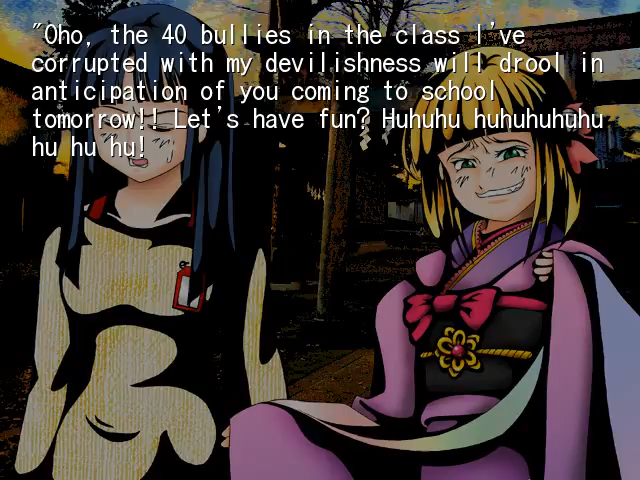 "Oho, the 40 bullies in the class I've
corrupted with my devilishness will drool in
anticipation of you coming to school
tomorrow!! Let's have fun? Huhuhu huhuhuhuhu
hu hu hu!